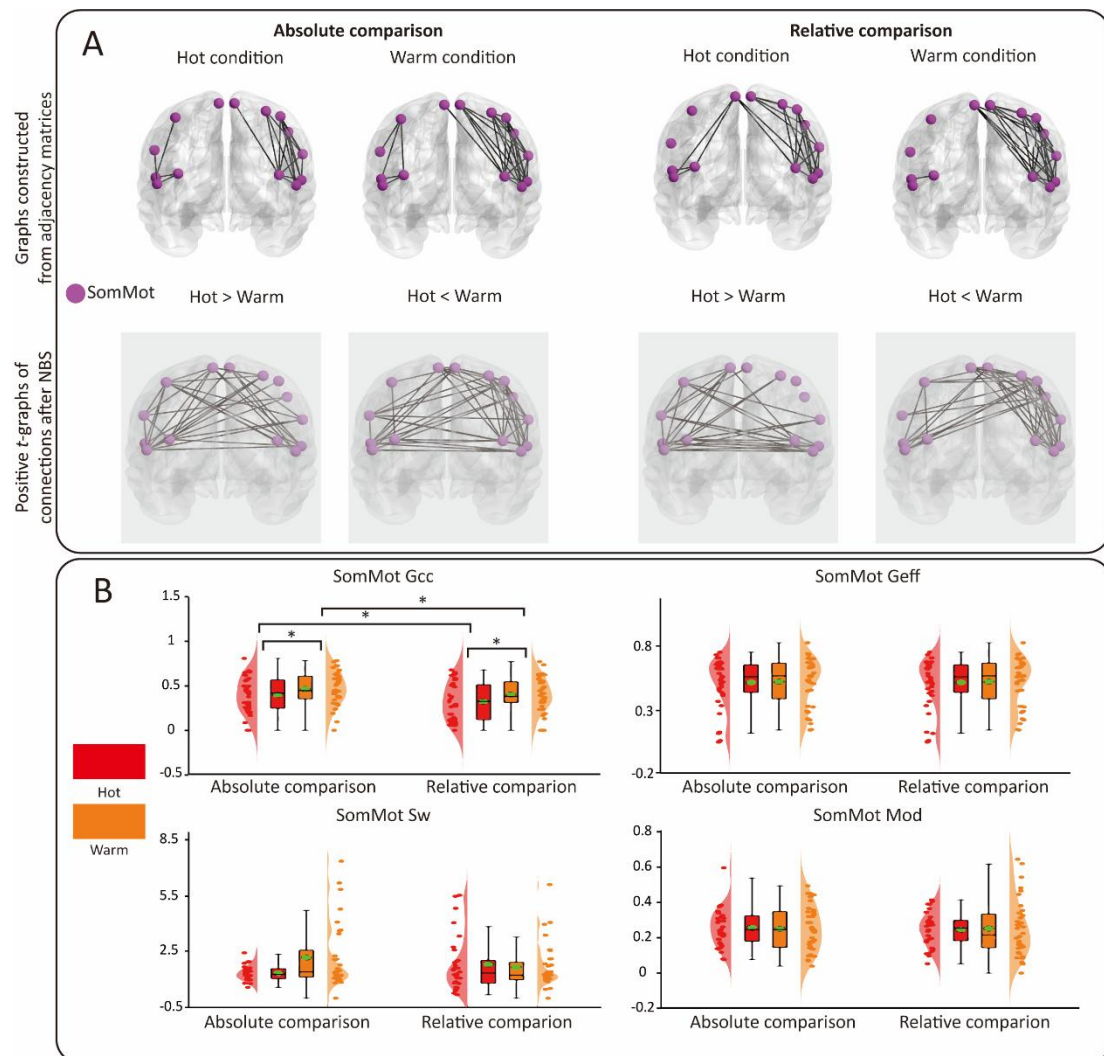 A
Absolute comparison
Relative comparison
Hot condition
Warm condition
Hot condition
Warm condition
Graphs constructed
from adjacency matrices
SomMot
Hot > Warm
Hot < Warm
Hot > Warm
Hot < Warm
Positive t-graphs of
connections after NBS
B
SomMot Gcc
1.5
1
0.5
0
-0.5
*
*
*
*
Absolute comparison
Relative comparion
SomMot Geff
0.8
0.3
-0.2
Absolute comparison
Relative comparison
Hot
Warm
SomMot Sw
8.5
5.5
2.5
-0.5
Absolute comparison
Relative comparison
SomMot Mod
0.8
0.6
0.4
0.2
0
-0.2
Absolute comparison
Relative comparison